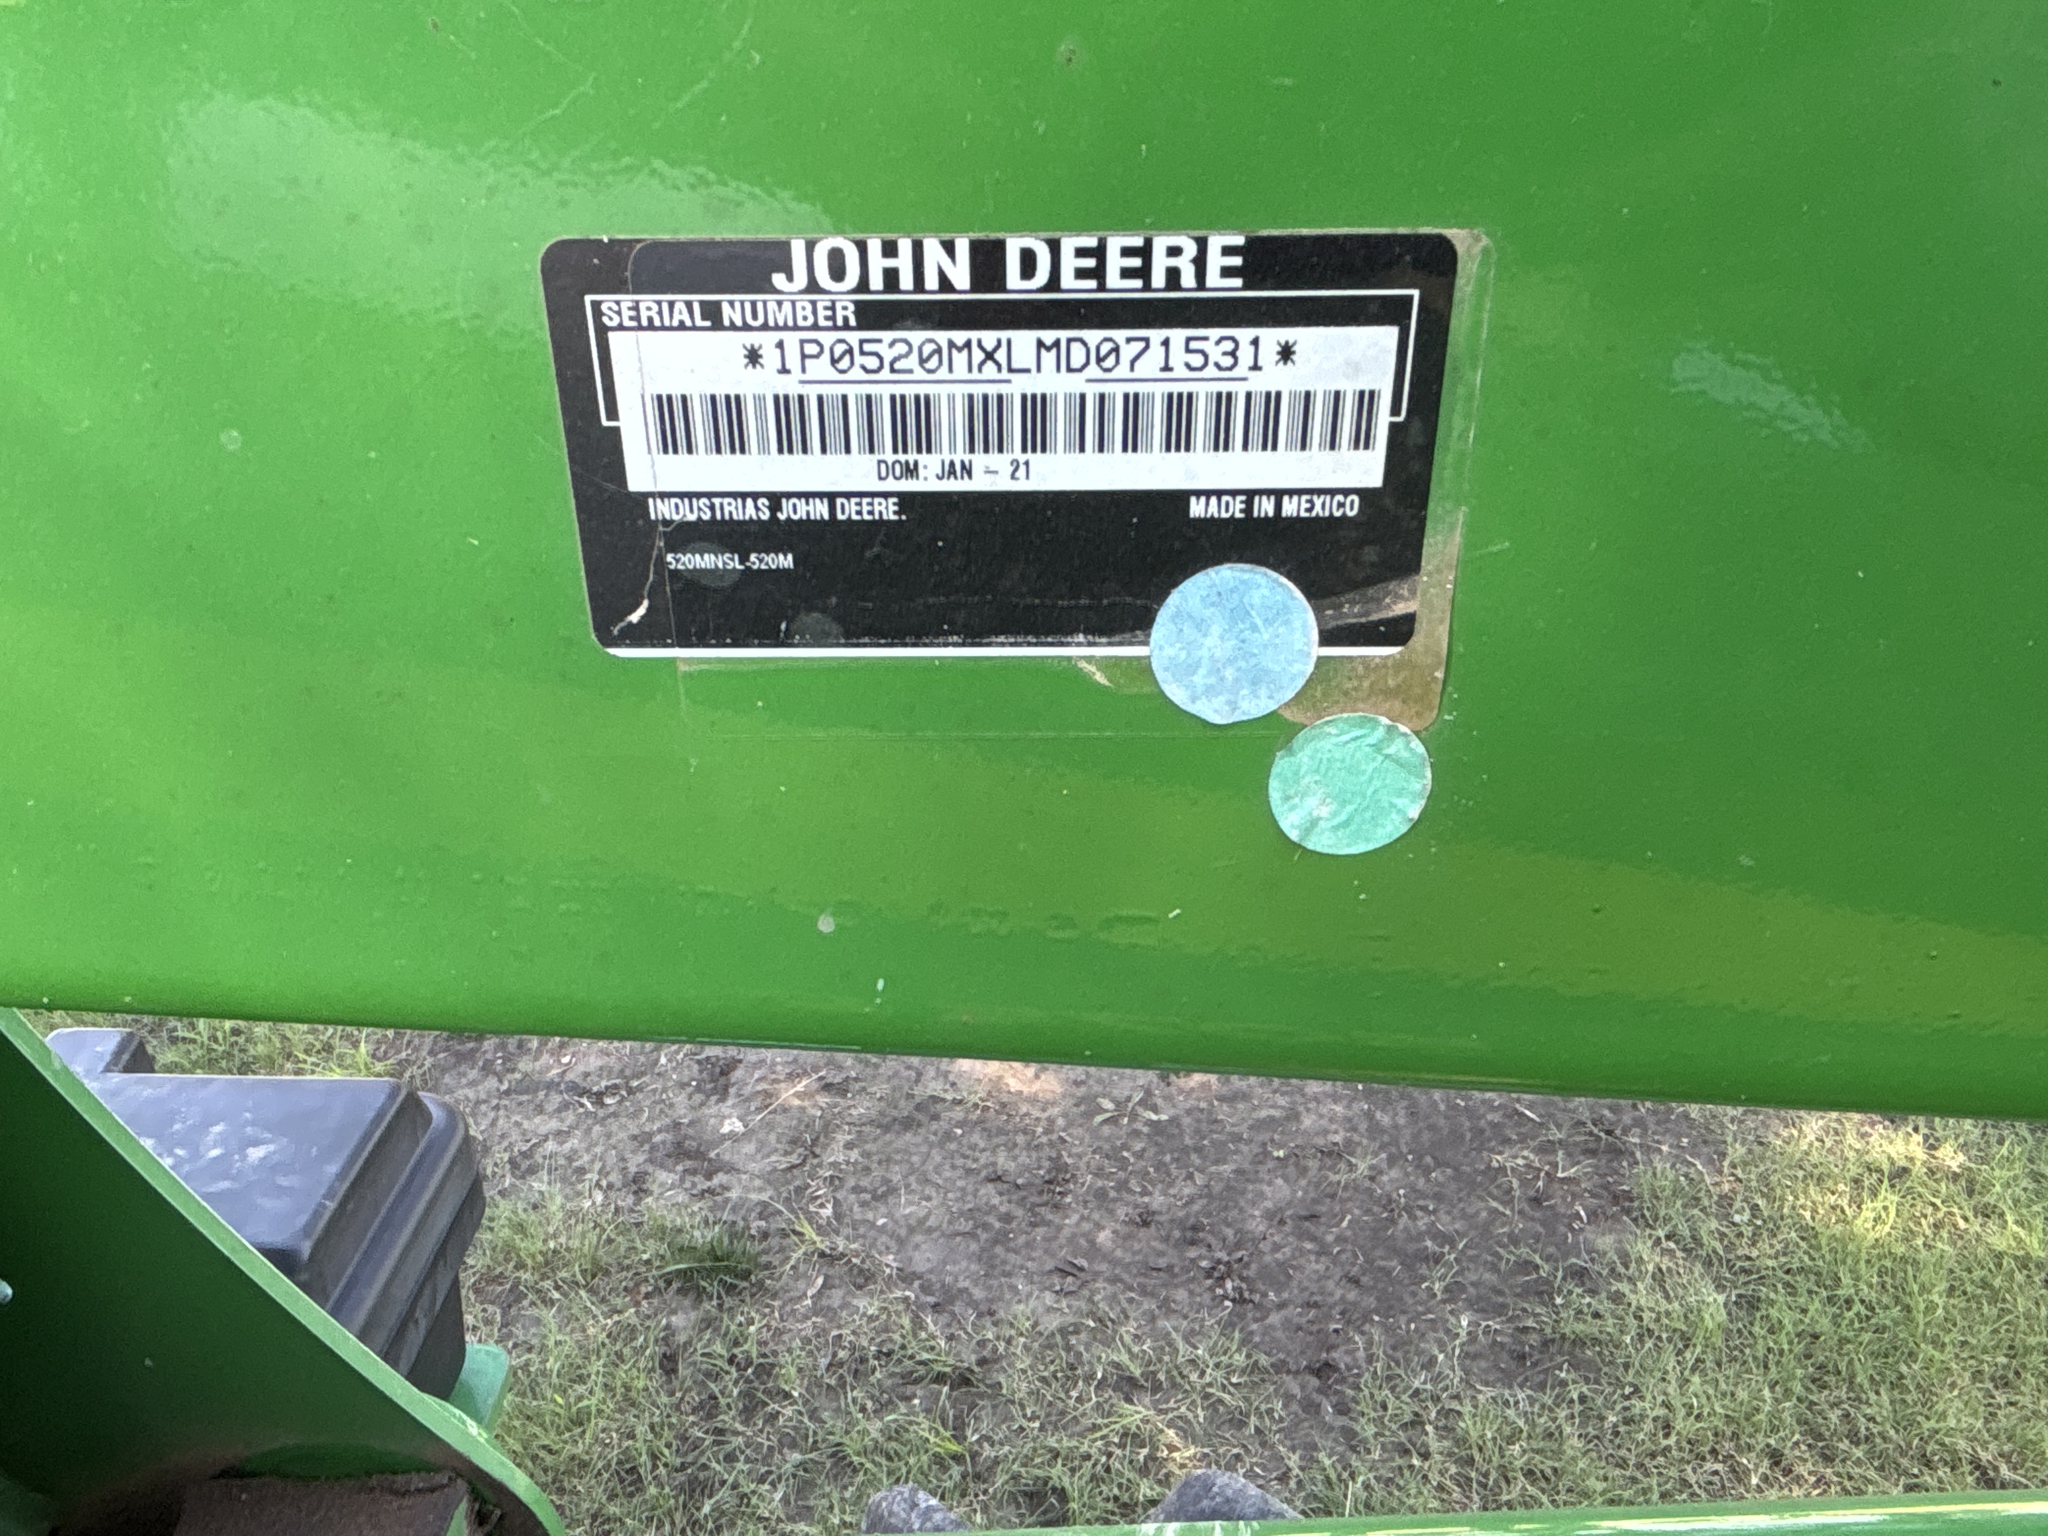 JOHN DEERE
SERIAL NUMBER
*1P0520MXLMD071531*
DOM: JAN - 21
INDUSTRIAS JOHN DEERE. MADE IN MEXICO
520MNSL-520M